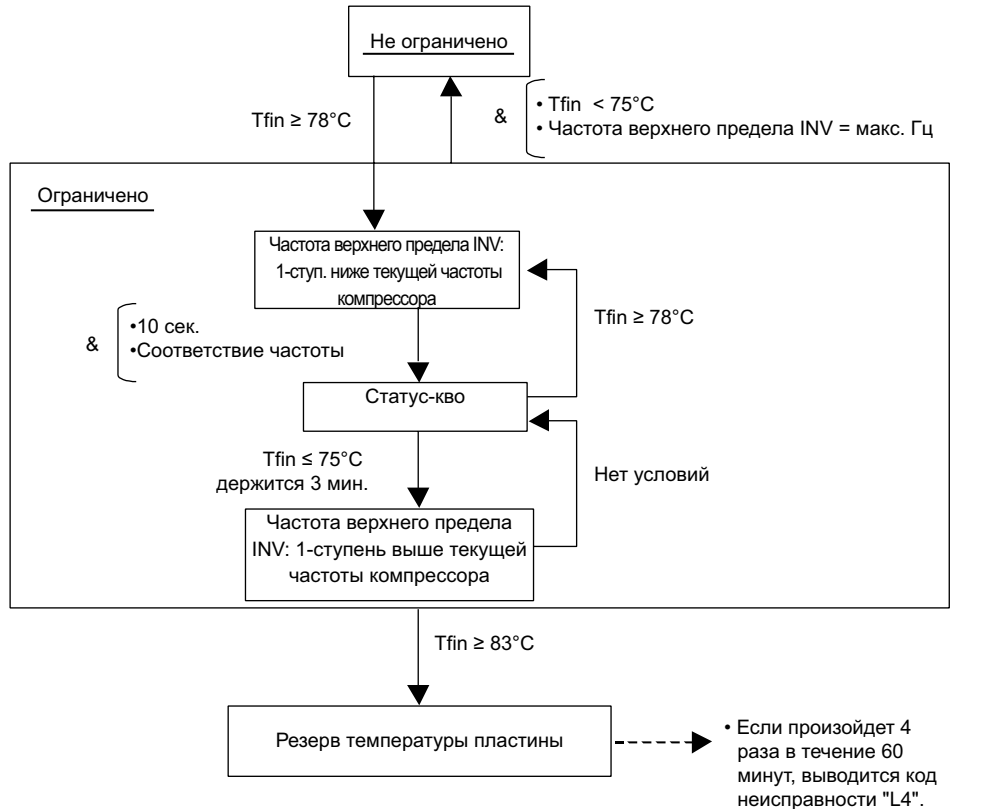 Не ограничено
Tfin ≥ 78°C
&
• Tfin < 75°C
• Частота верхнего предела INV = макс. Гц
Ограничено
Частота верхнего предела INV:
1-ступ. ниже текущей частоты
компрессора
Tfin ≥ 78°C
&
•10 сек.
•Соответствие частоты
Статус-кво
Tfin ≤ 75°C
держится 3 мин.
Нет условий
Частота верхнего предела
INV: 1-ступень выше текущей
частоты компрессора
Tfin ≥ 83°C
Резерв температуры пластины
• Если произойдет 4
раза в течение 60
минут, выводится код
неисправности "L4".